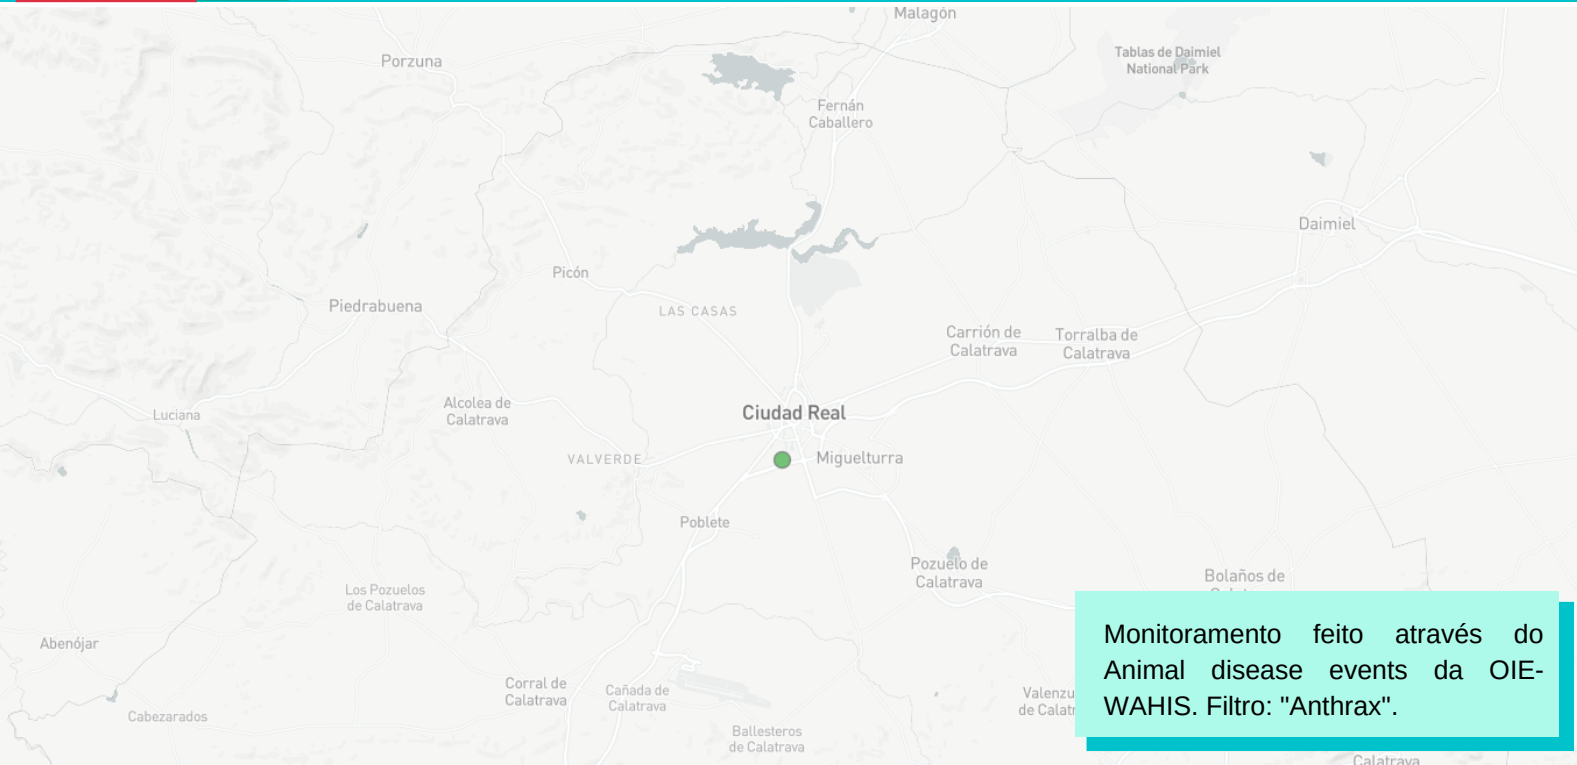 Malagón
Tablas de Daimiel
National Park
Porzuna
Fernán
Caballero
Daimiel
Picón
Piedrabuena
LAS CASAS
Carrión de
Calatrava
Torralba de
Calatrava
Alcolea de
Calatrava
Luciana
Ciudad Real
VALVERDE
Miguelturra
Poblete
Pozuelo de
Calatrava
Bolaños de
Los Pozuelos
de Calatrava
Abenójar
Corral de
Calatrava
Cañada de
Calatrava
Valenzu
de Calatr
Cabezarados
Ballesteros
de Calatrava
Calatrava
Monitoramento feito através do
Animal disease events da OIE-
WAHIS. Filtro: "Anthrax".